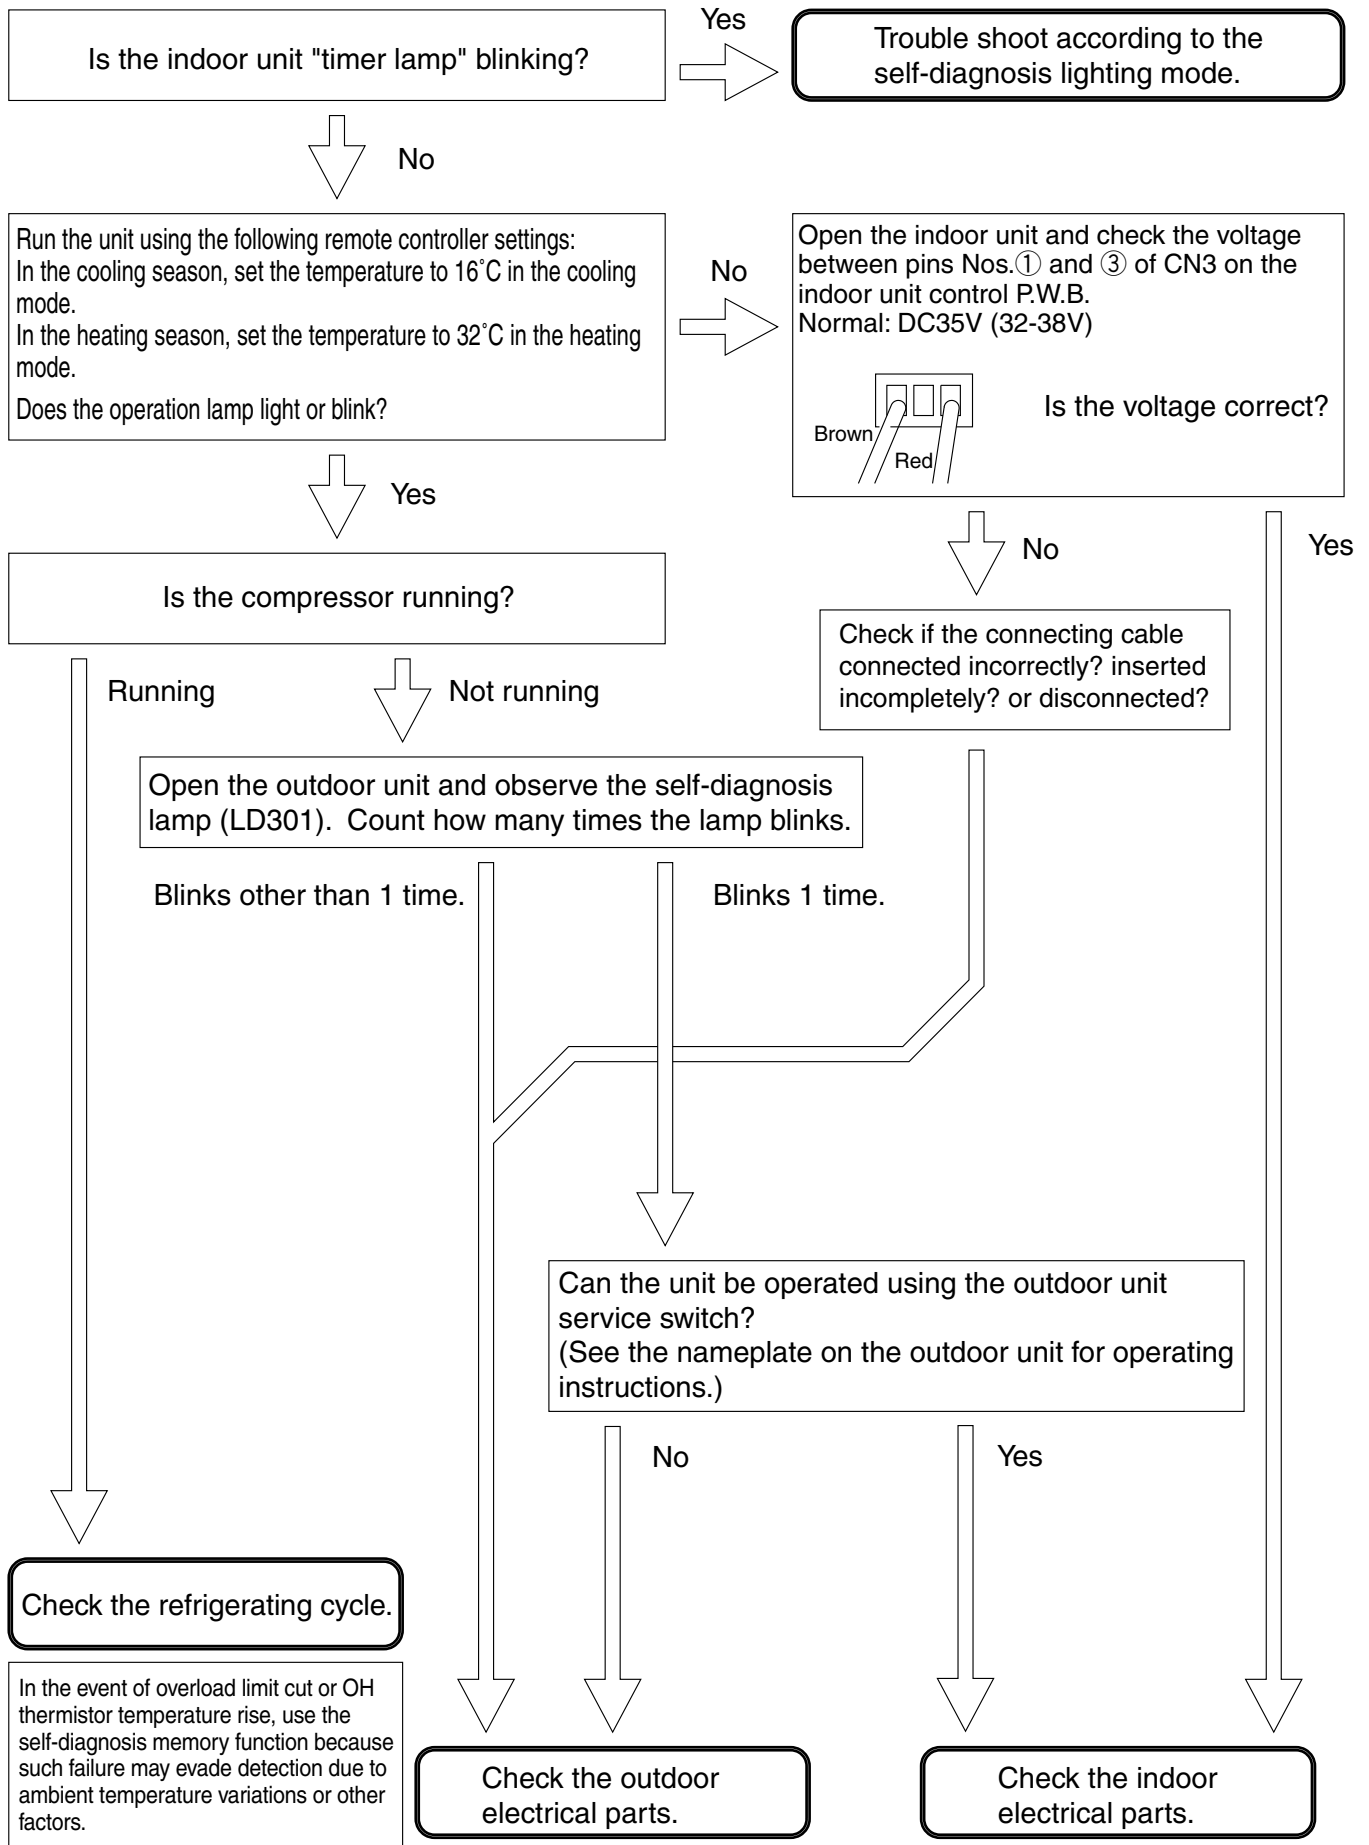 Is the indoor unit "timer lamp" blinking?
Yes
Trouble shoot according to the
self-diagnosis lighting mode.
No
Run the unit using the following remote controller settings:
In the cooling season, set the temperature to 16˚C in the cooling
mode.
In the heating season, set the temperature to 32˚C in the heating
mode.
Does the operation lamp light or blink?
No
Open the indoor unit and check the voltage
between pins Nos.① and ③ of CN3 on the
indoor unit control P.W.B.
Normal: DC35V (32-38V)
Is the voltage correct?
Brown
Red
Yes
No
Yes
Is the compressor running?
Check if the connecting cable
connected incorrectly? inserted
incompletely? or disconnected?
Running
Not running
Open the outdoor unit and observe the self-diagnosis
lamp (LD301).  Count how many times the lamp blinks.
Blinks other than 1 time.
Blinks 1 time.
Can the unit be operated using the outdoor unit
service switch?
(See the nameplate on the outdoor unit for operating
instructions.)
No
Yes
Check the refrigerating cycle.
In the event of overload limit cut or OH
thermistor temperature rise, use the
self-diagnosis memory function because
such failure may evade detection due to
ambient temperature variations or other
factors.
Check the outdoor
electrical parts.
Check the indoor
electrical parts.